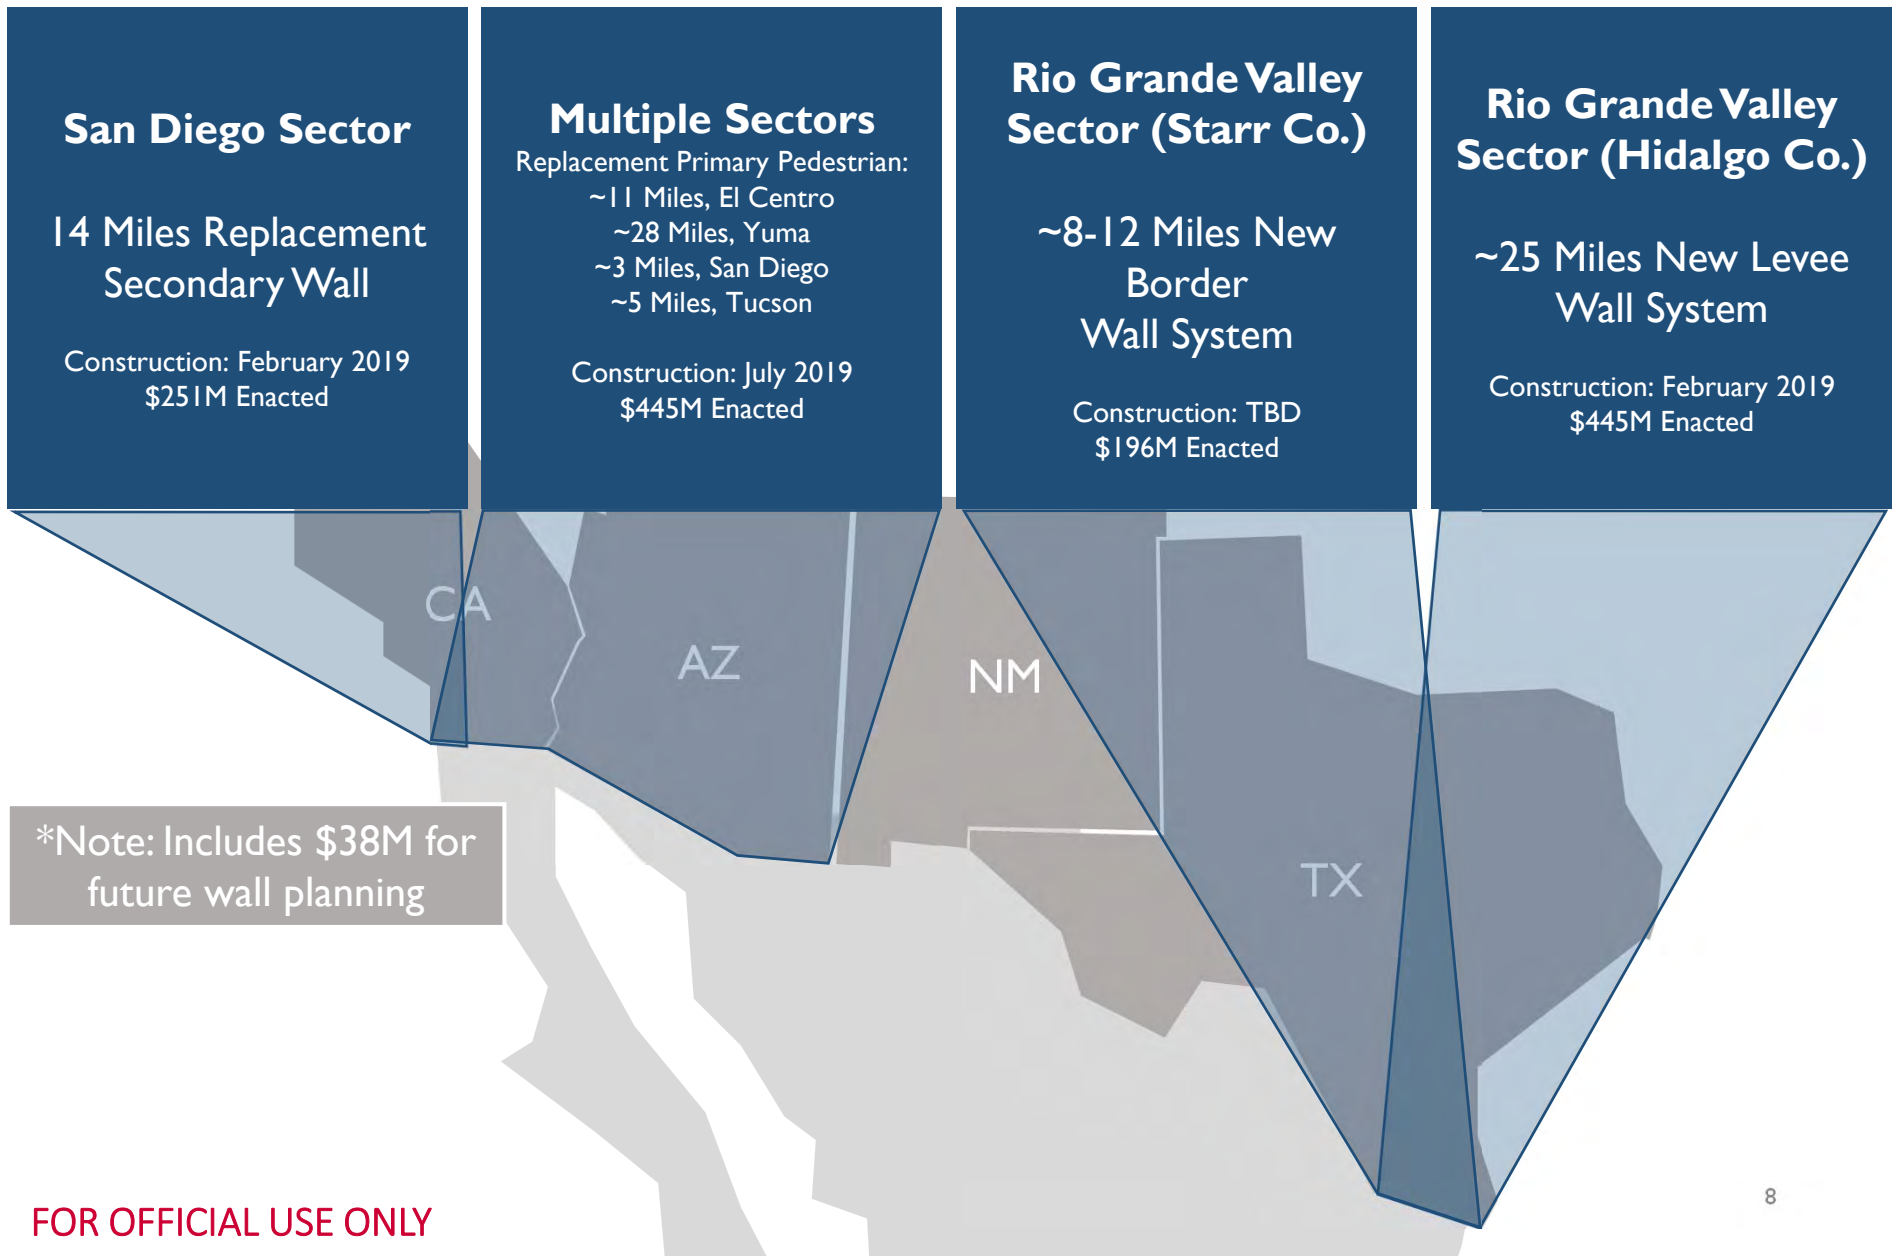 San Diego Sector
14 Miles Replacement
Secondary Wall
Construction: February 2019
$251M Enacted
Multiple Sectors
Replacement Primary Pedestrian:
~11 Miles, El Centro
~28 Miles, Yuma
~3 Miles, San Diego
~5 Miles, Tucson
Construction: July 2019
$445M Enacted
Rio Grande Valley
Sector (Starr Co.)
~8-12 Miles New
Border
Wall System
Construction: TBD
$196M Enacted
Rio Grande Valley
Sector (Hidalgo Co.)
~25 Miles New Levee
Wall System
Construction: February 2019
$445M Enacted
CA
AZ
NM
TX
*Note: Includes $38M for
future wall planning
8
FOR OFFICIAL USE ONLY